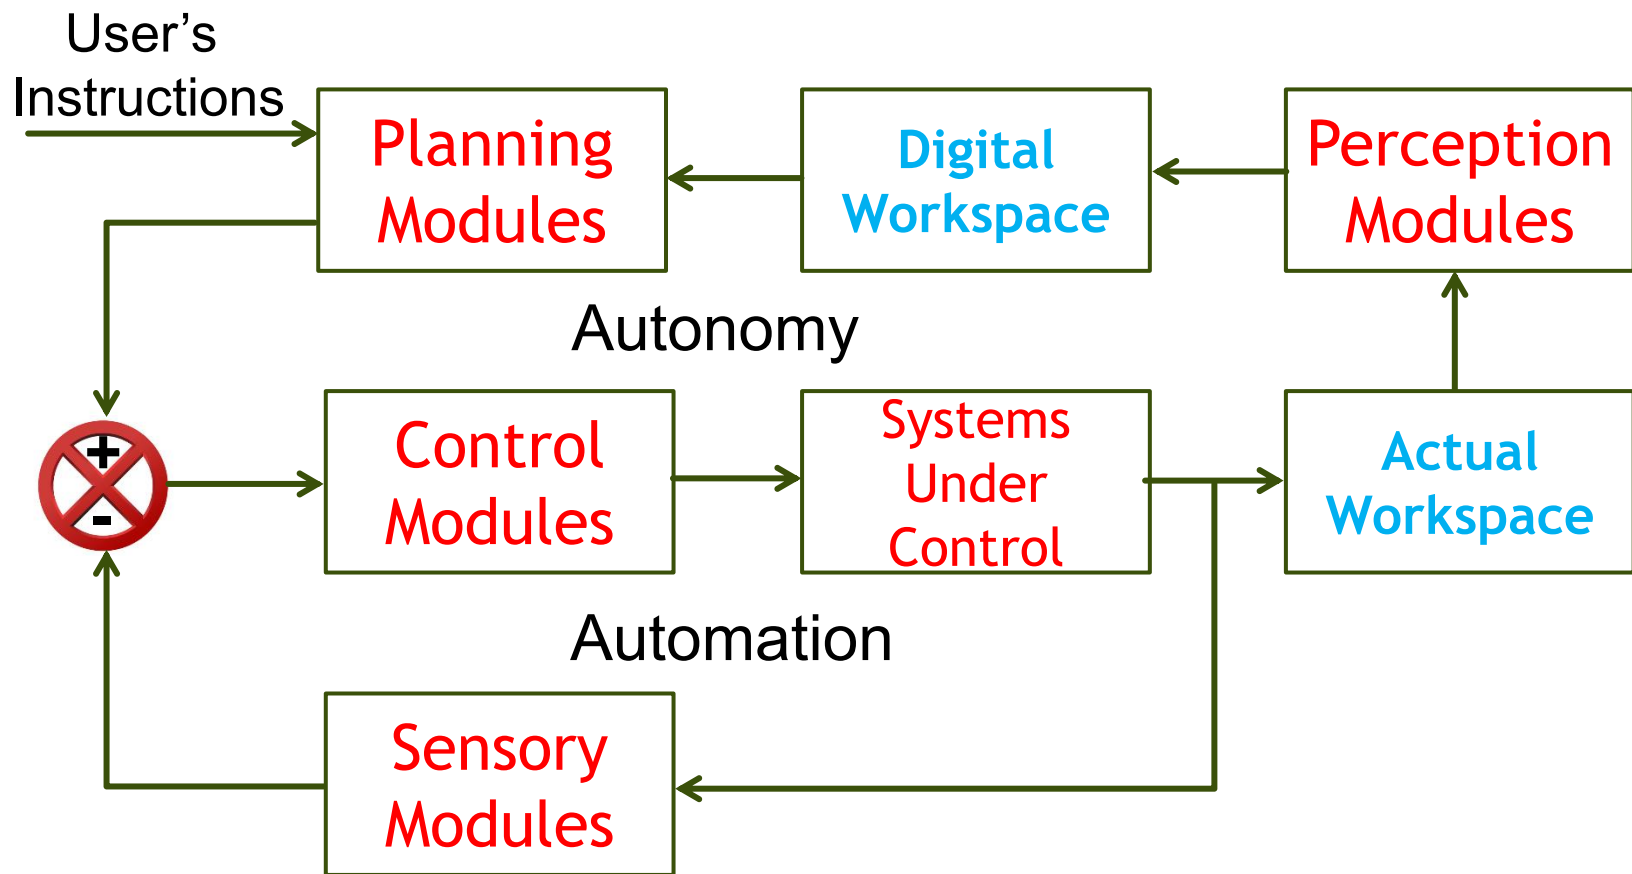 User’s
Instructions
Planning
Modules
Digital
Workspace
Perception
Modules
Autonomy
+
-
Control
Modules
Systems
Under
Control
Actual
Workspace
Automation
Sensory
Modules